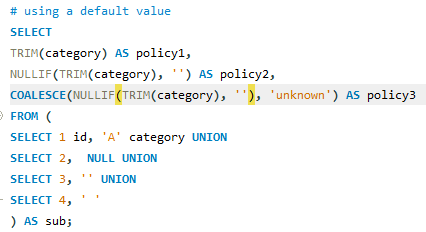 # using a default value
SELECT
TRIM(category) AS policy1,
NULLIF(TRIM(category), '') AS policy2,
COALESCE(NULLIF(TRIM(category), ''), 'unknown') AS policy3
FROM (
SELECT 1 id, 'A' category UNION
SELECT 2,  NULL UNION
SELECT 3, '' UNION
SELECT 4, ' '
) AS sub;